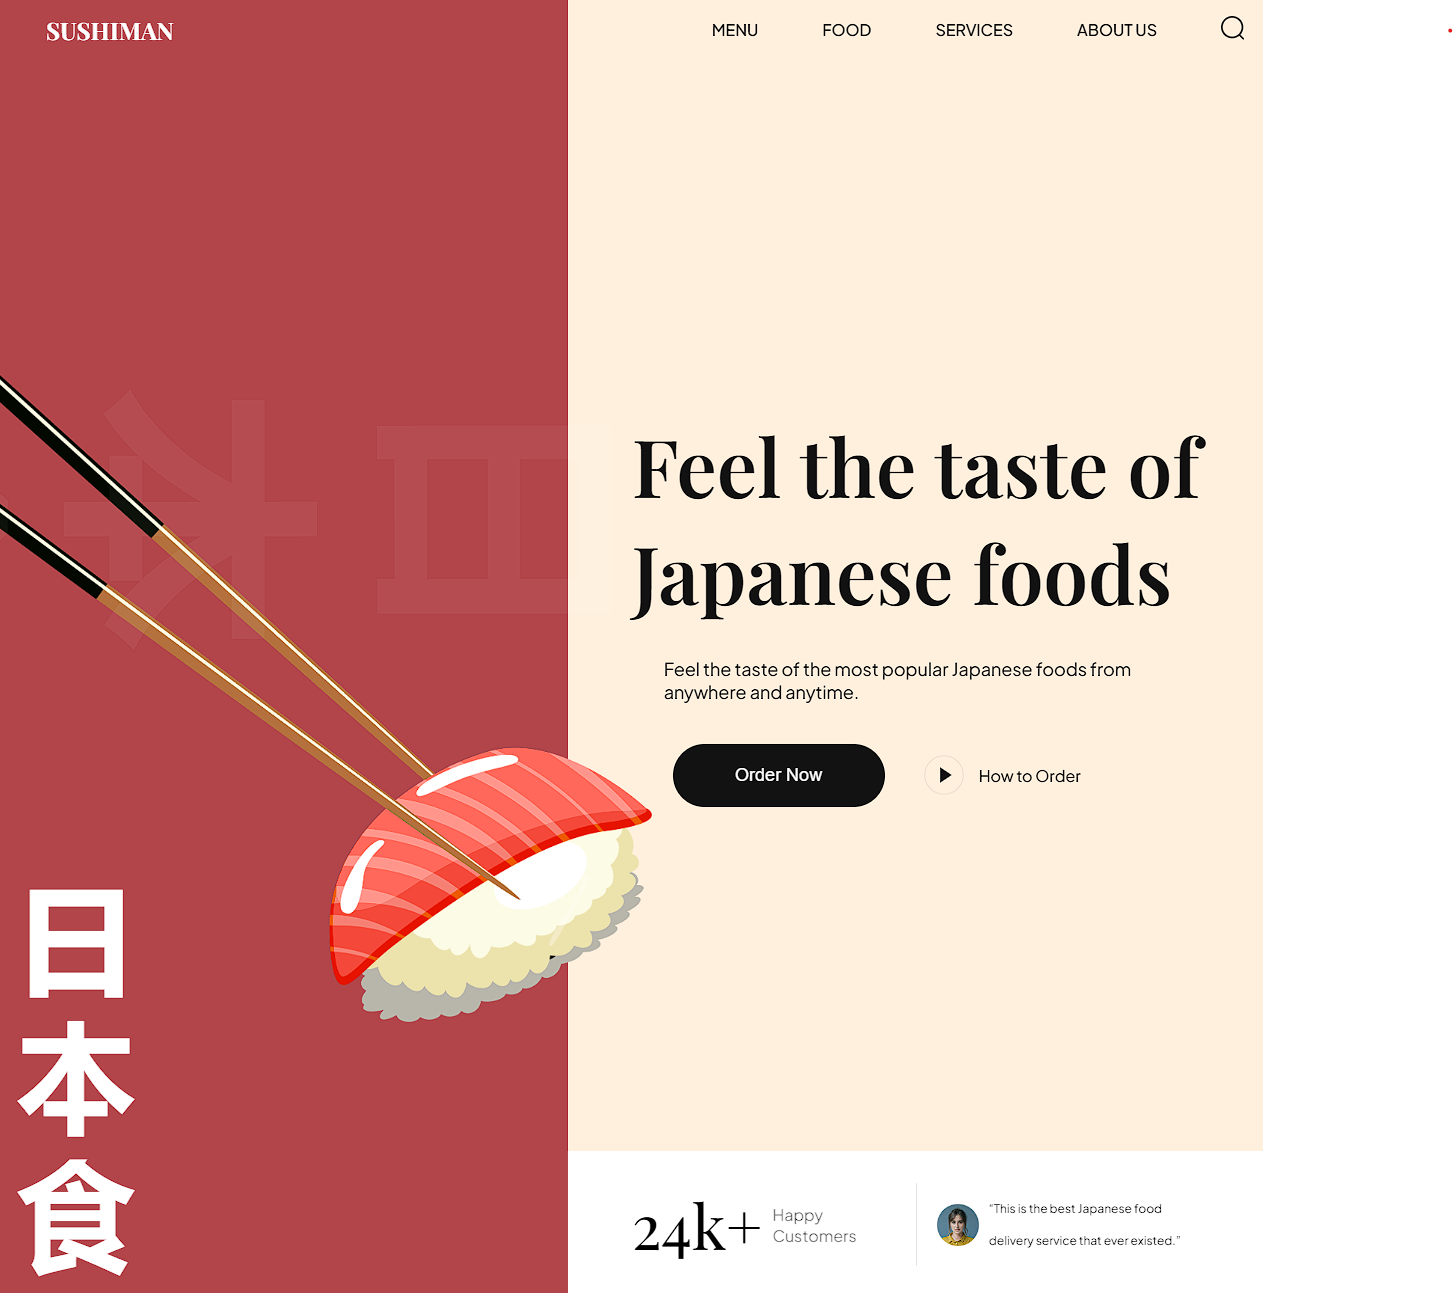 SUSHIMAN
MENU
FOOD
SERVICES
ABOUT US
Feel the taste of
Japanese foods
Feel the taste of the most popular Japanese foods from
anywhere and anytime.
Order Now
How to Order
日
本
食
24k+
Happy
Customers
"This is the best Japanese food
delivery service that ever existed."